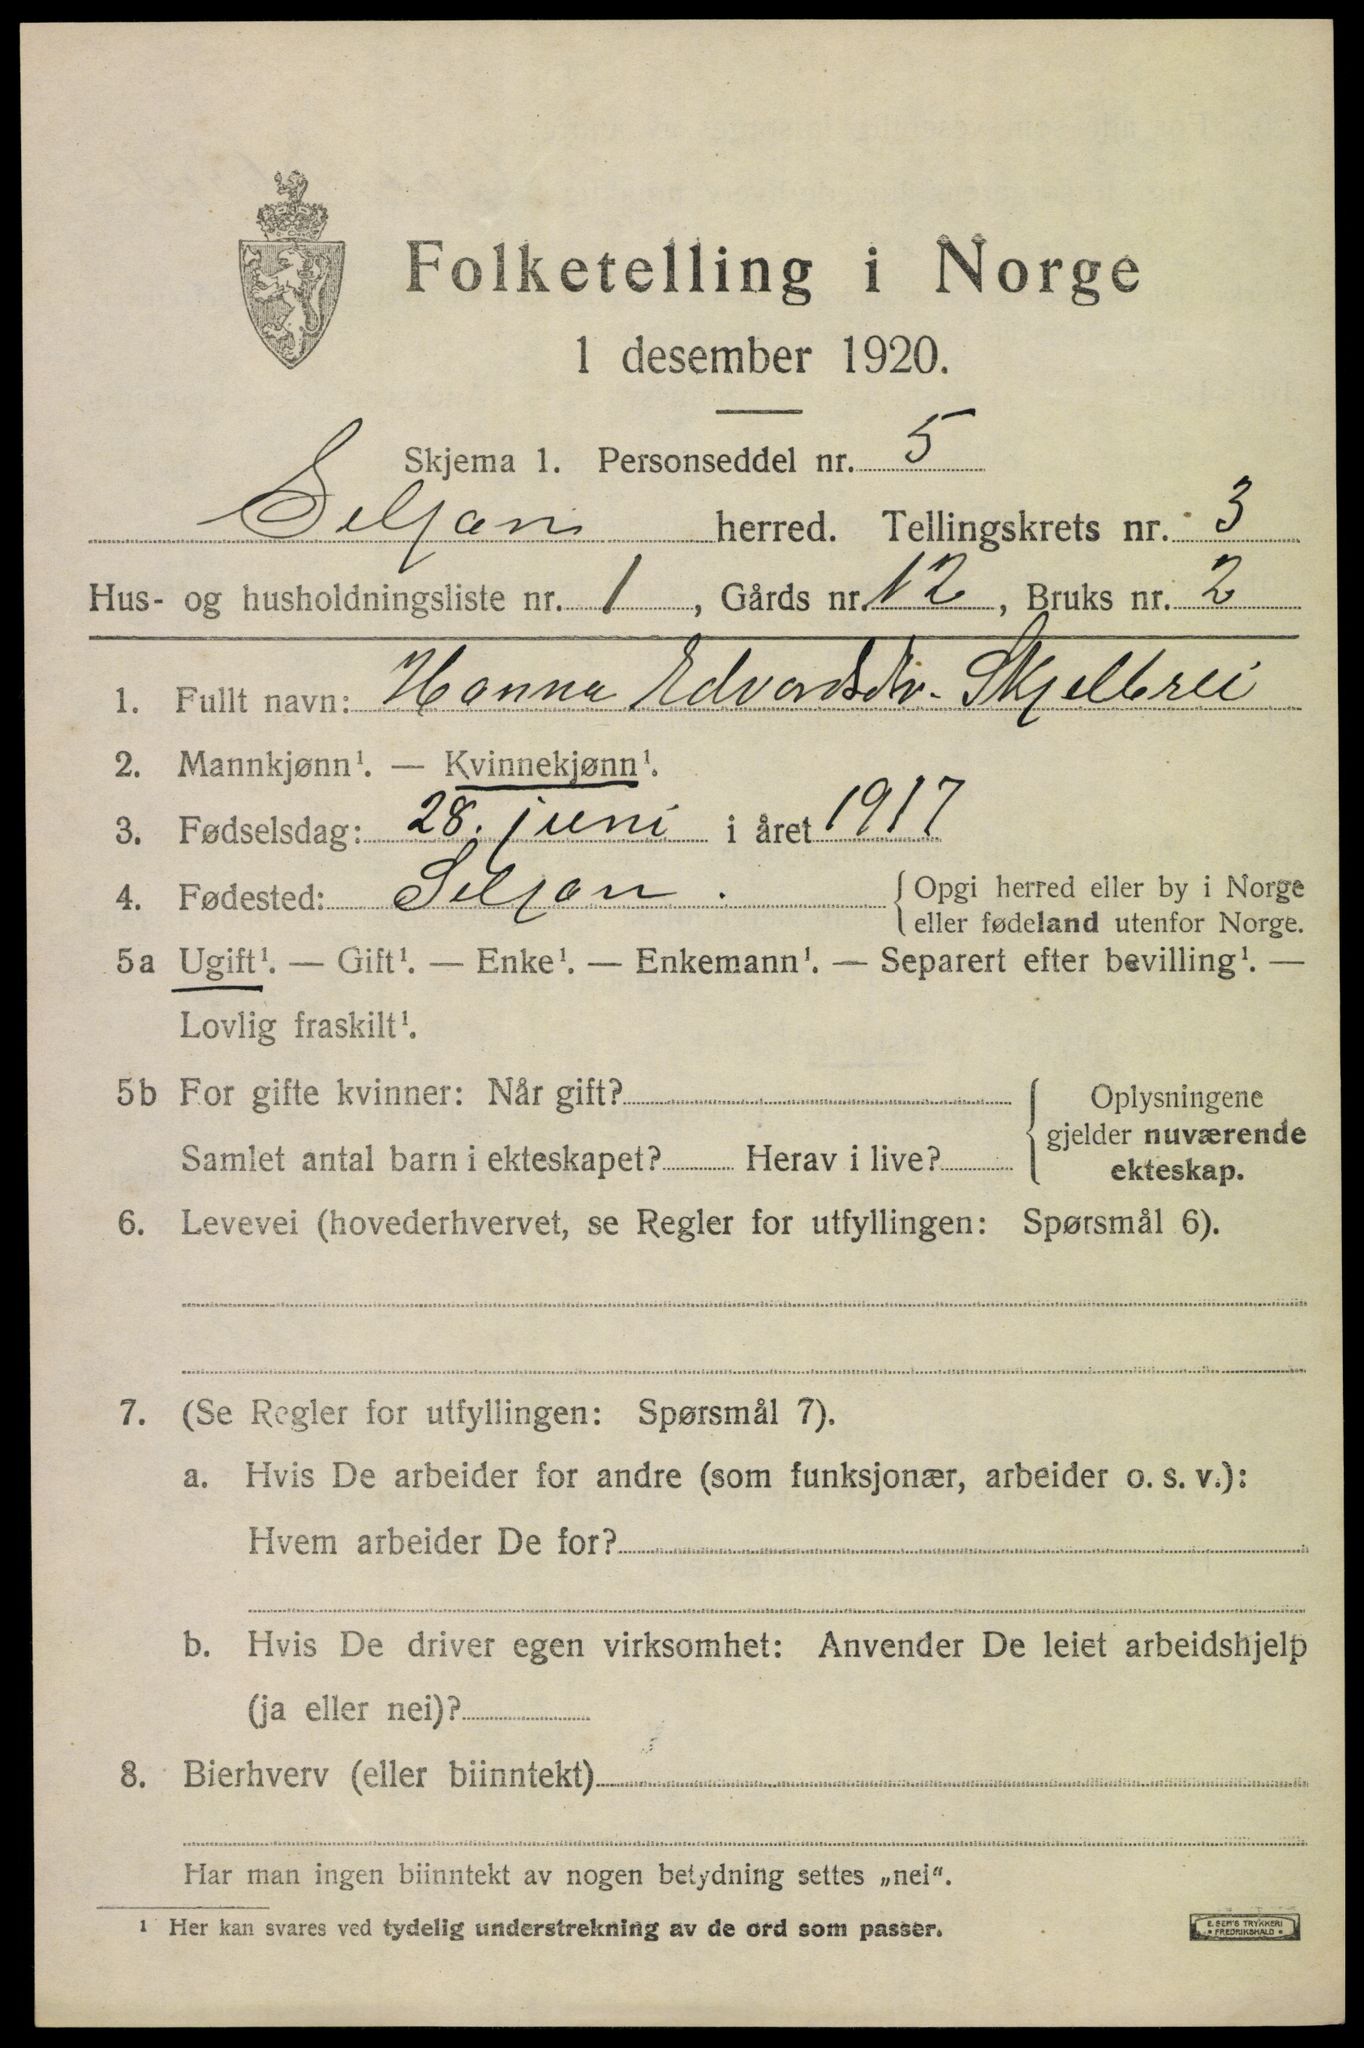 Folketelling i Norge
1 desember 1920.
Skjema 1. Personseddel nr. 5
Seljord herred. Tellingskrets nr. 3
Hus- og husholdningsliste nr. 1, Gårds nr. 12, Bruks nr. 2
1. Fullt navn: Hanna Edvardsdtr. Skjelbrei
2. Mannkjønn¹. — Kvinnekjønn¹.
3. Fødselsdag: 28. juni i året 1917
4. Fødested: Seljord. { Opgi herred eller by i Norge
eller fødeland utenfor Norge.
5a Ugift¹. — Gift¹. — Enke¹. — Enkemann¹. — Separert efter bevilling¹. —
Lovlig fraskilt¹.
5b For gifte kvinner: Når gift?
Samlet antal barn i ekteskapet? Herav i live?
Oplysningene
gjelder nuværende
ekteskap.
6. Levevei (hovederhvervet, se Regler for utfyllingen: Spørsmål 6).
7. (Se Regler for utfyllingen: Spørsmål 7).
a. Hvis De arbeider for andre (som funksjonær, arbeider o. s. v.):
Hvem arbeider De for?
b. Hvis De driver egen virksomhet: Anvender De leiet arbeidshjelp
(ja eller nei)?
8. Bierhverv (eller biinntekt)
Har man ingen biinntekt av nogen betydning settes „nei“.
¹ Her kan svares ved tydelig understrekning av de ord som passer.
E. SEM'S TRYKKERI
FREDRIKSHALD